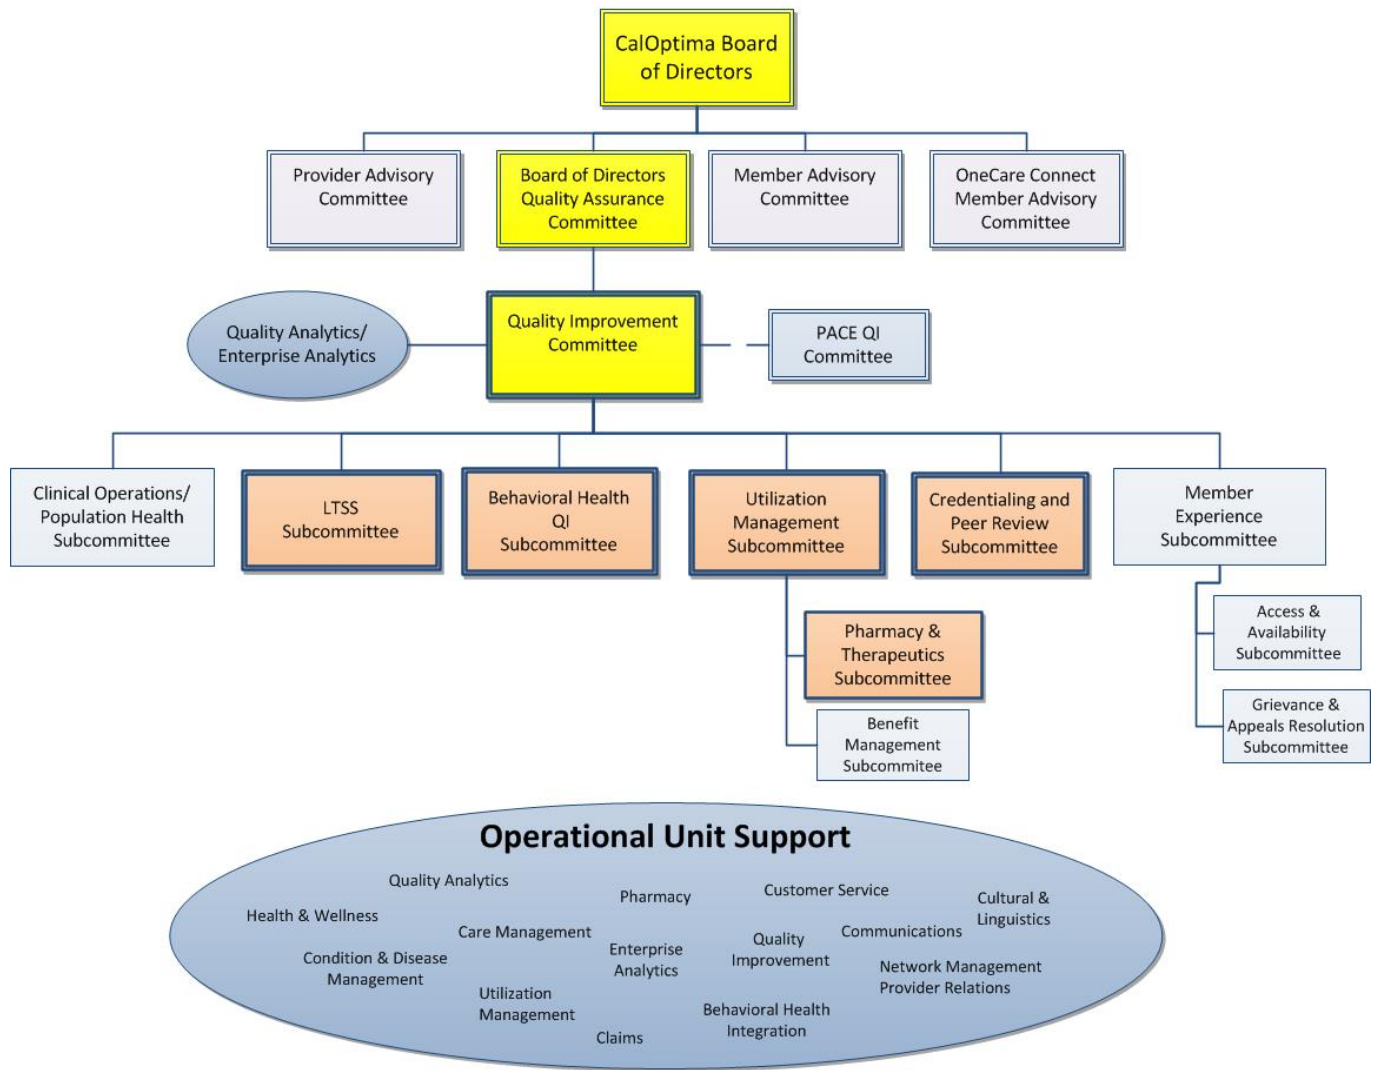 CalOptima Board
of Directors
Provider Advisory
Committee
Board of Directors
Quality Assurance
Committee
Member Advisory
Committee
OneCare Connect
Member Advisory
Committee
Quality Analytics/
Enterprise Analytics
Quality Improvement
Committee
PACE QI
Committee
Clinical Operations/
Population Health
Subcommittee
LTSS
Subcommittee
Behavioral Health
QI
Subcommittee
Utilization
Management
Subcommittee
Credentialing and
Peer Review
Subcommittee
Member
Experience
Subcommittee
Pharmacy &
Therapeutics
Subcommittee
Benefit
Management
Subcommitee
Access &
Availability
Subcommittee
Grievance &
Appeals Resolution
Subcommittee
Operational Unit Support
Quality Analytics
Pharmacy
Customer Service
Cultural &
Linguistics
Health & Wellness
Care Management
Enterprise
Analytics
Quality
Improvement
Communications
Condition & Disease
Management
Network Management
Provider Relations
Utilization
Management
Behavioral Health
Integration
Claims